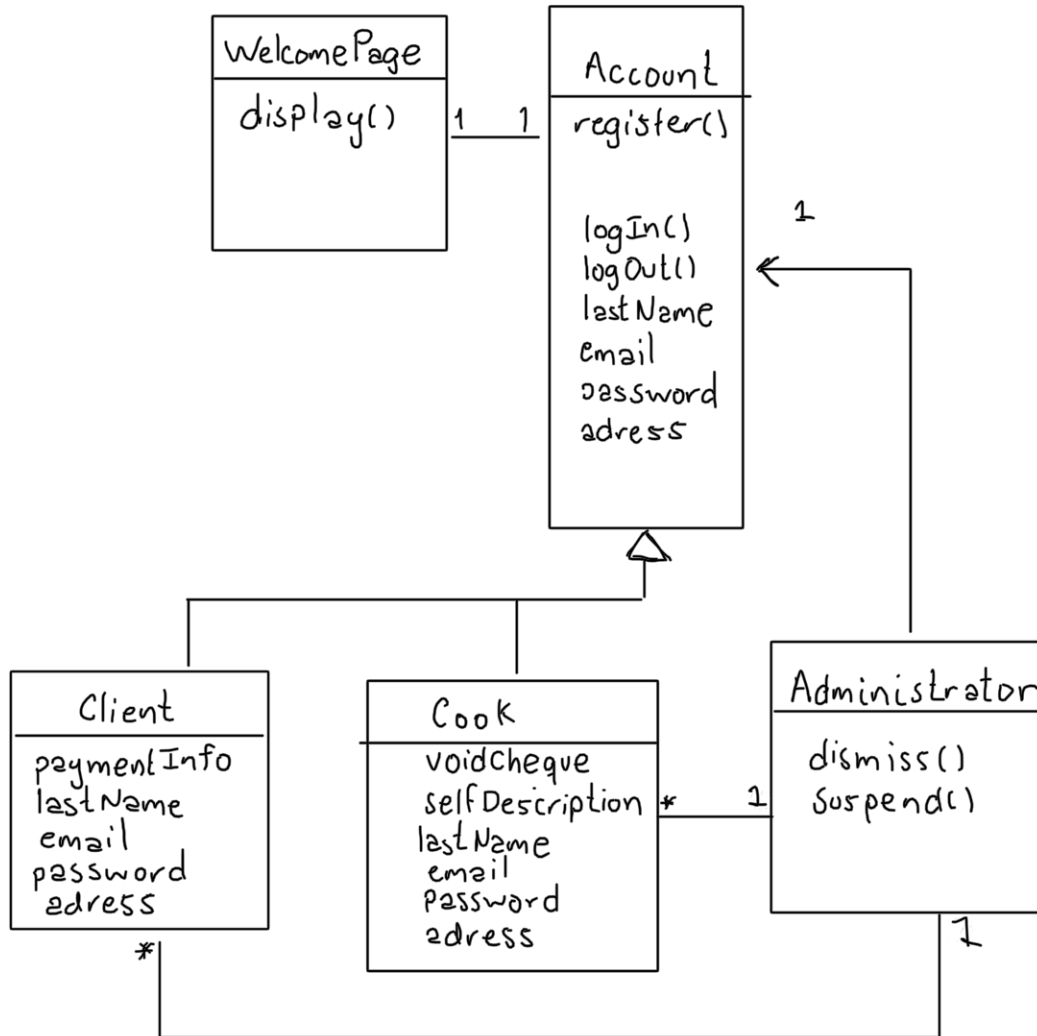 WelcomePage
display()
1 1
Account
register()
logIn()
logOut()
lastName
email
password
adress
1
Client
paymentInfo
lastName
email
password
adress
*
Cook
voidCheque
selfDescription
lastName
email
password
adress
* 1
Administrator
dismiss()
suspend()
1